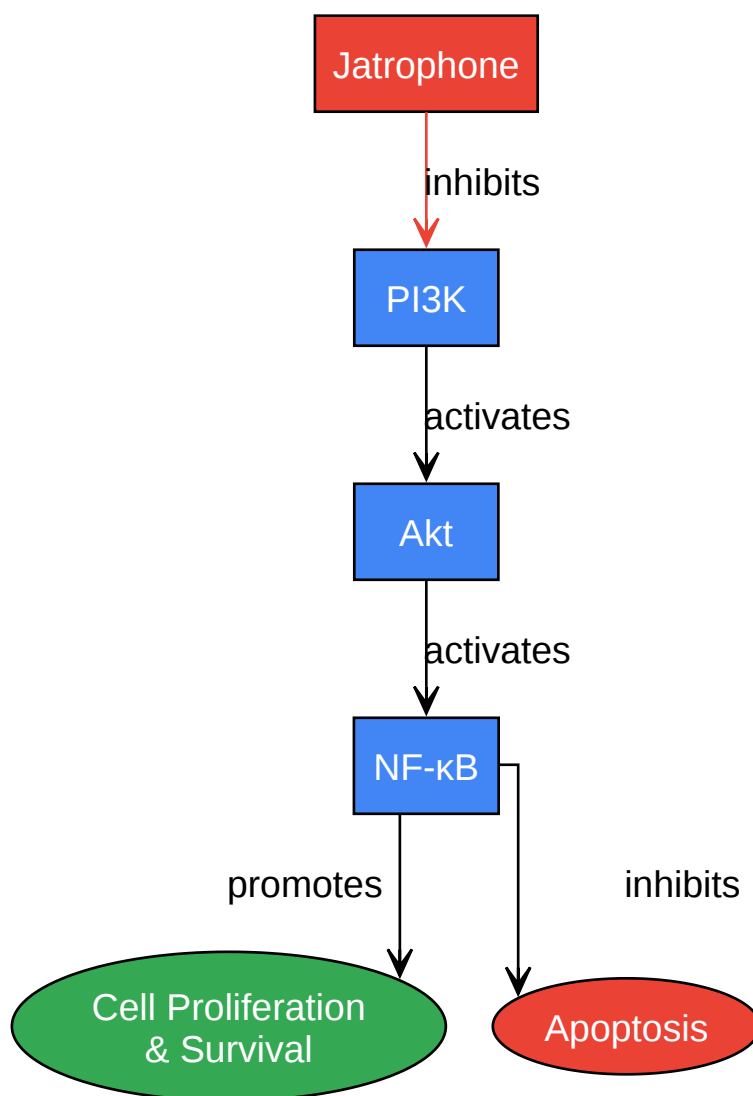 Jatrophone
inhibits
PI3K
activates
Akt
activates
NF-κB
promotes
inhibits
Cell Proliferation
& Survival
Apoptosis